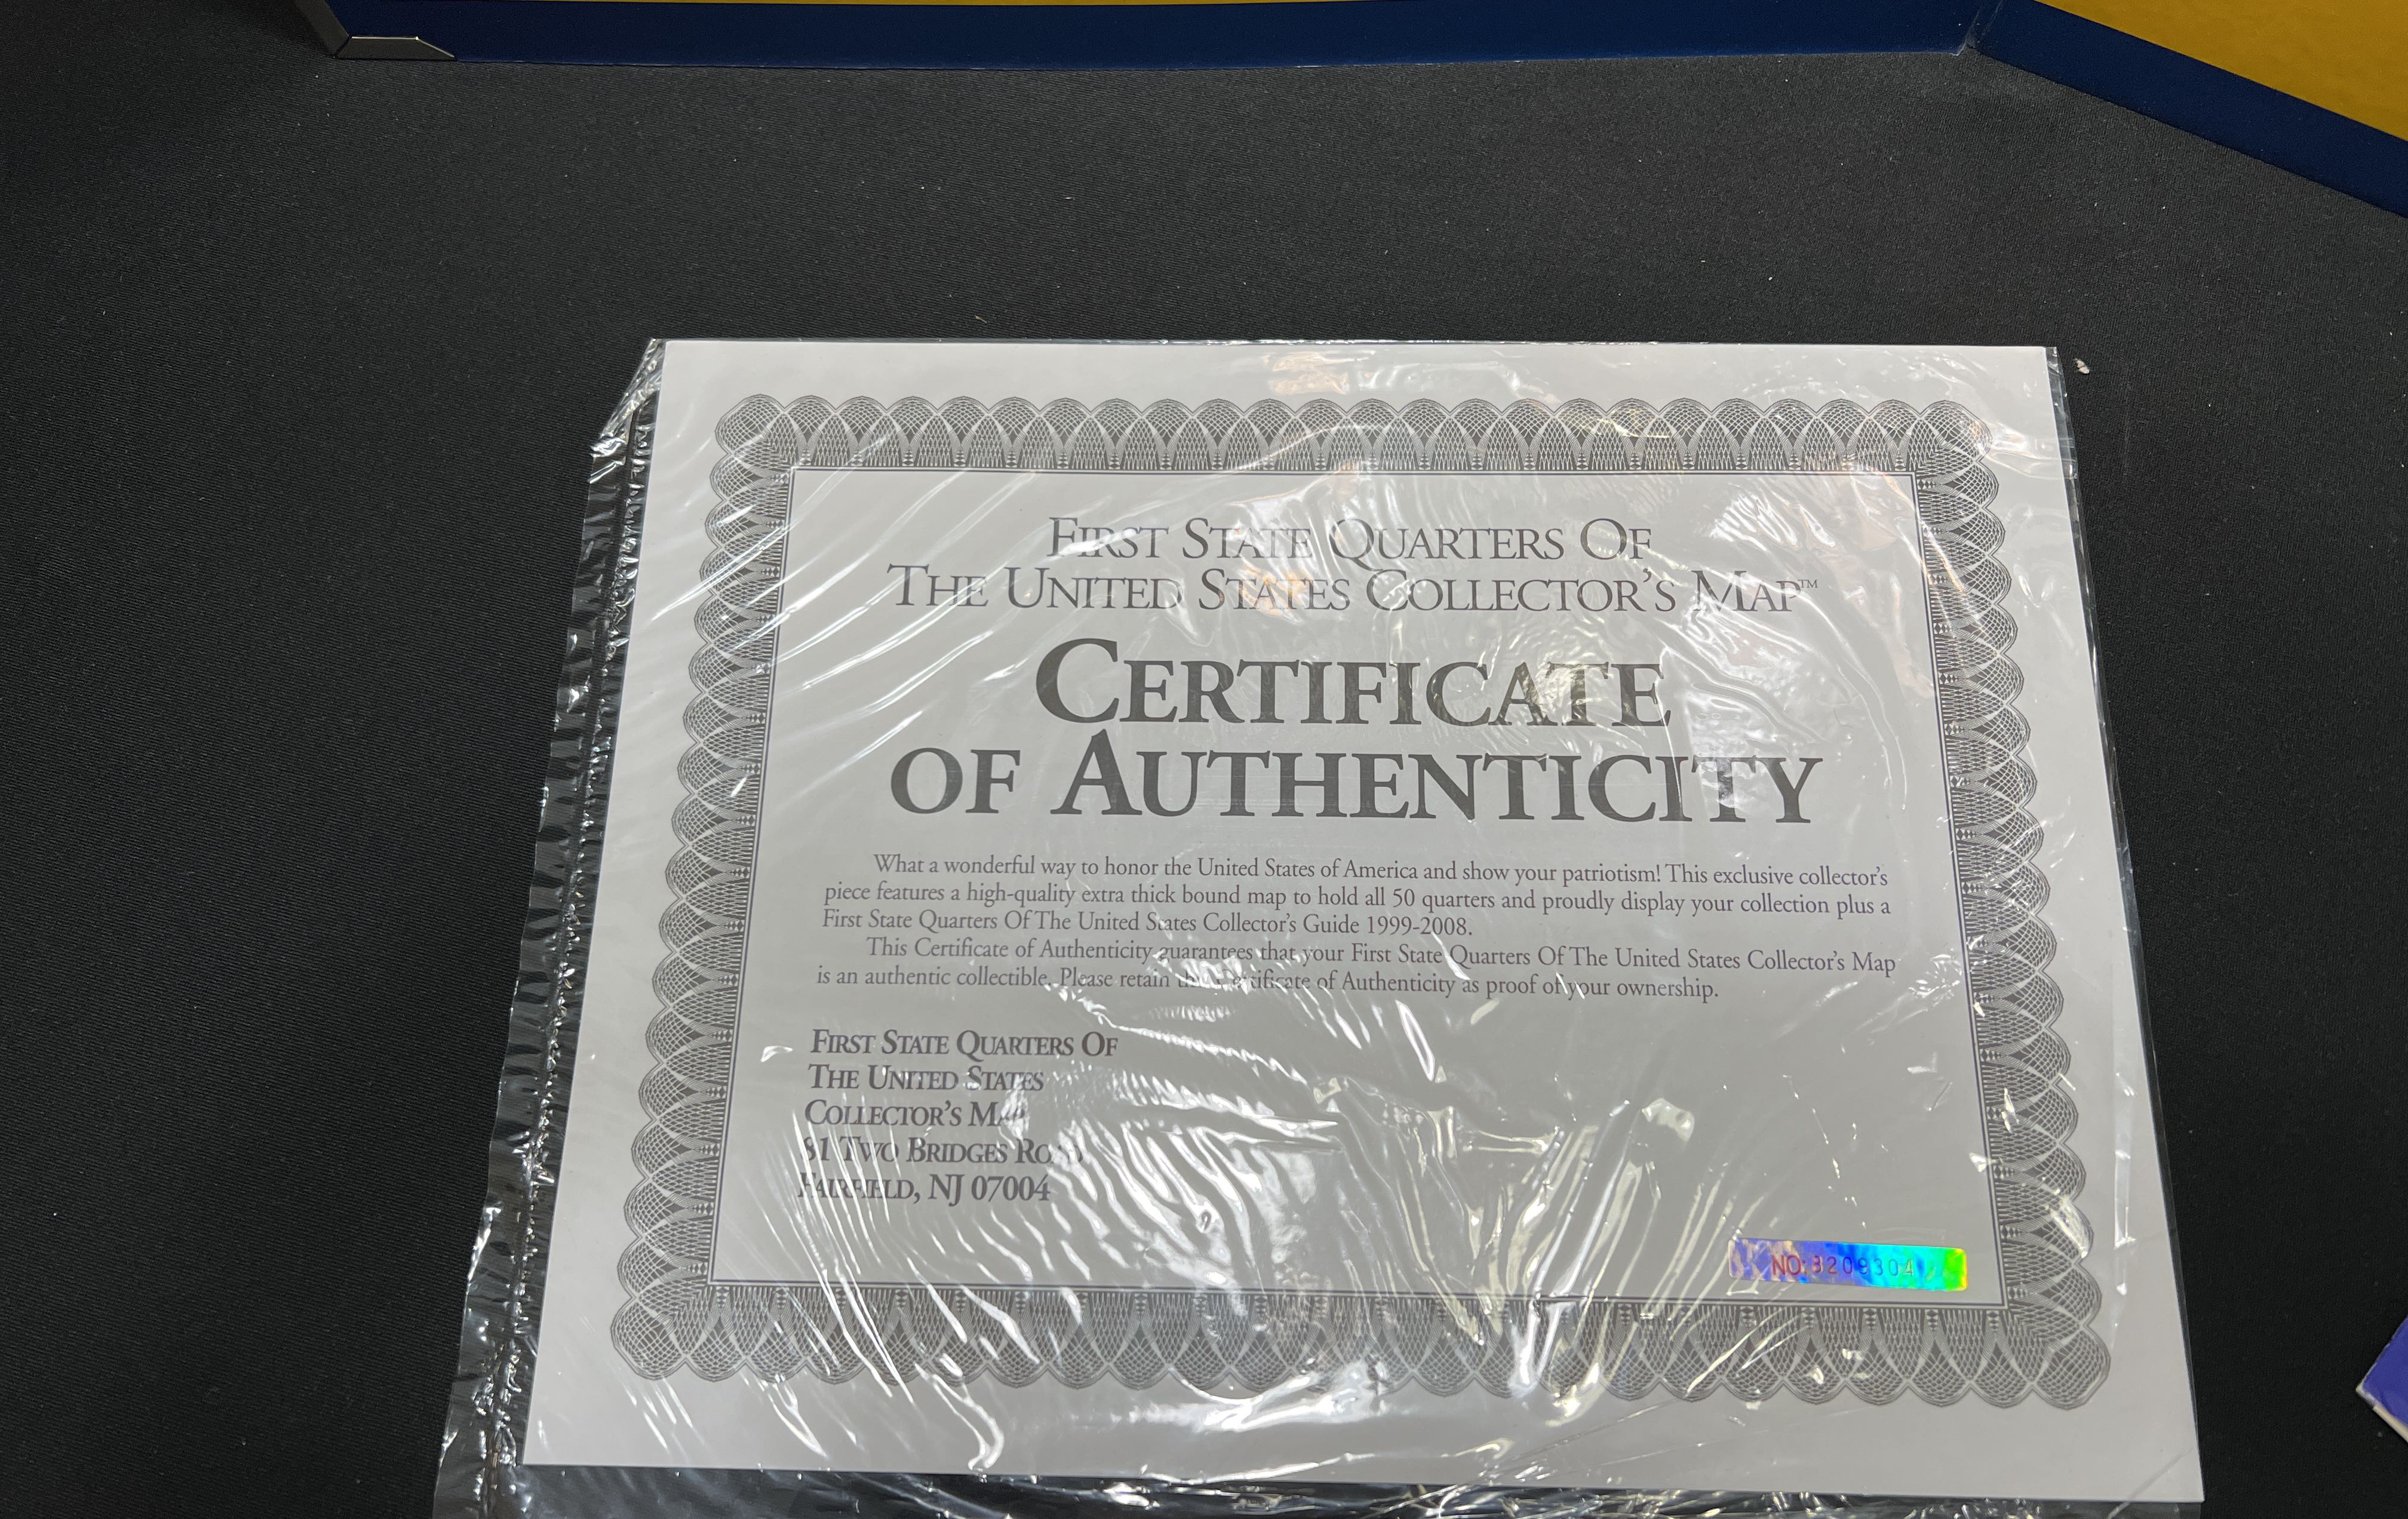 FIRST STATE QUARTERS OF
THE UNITED STATES COLLECTOR'S MAP™
CERTIFICATE
OF AUTHENTICITY
What a wonderful way to honor the United States of America and show your patriotism! This exclusive collector's
piece features a high-quality extra thick bound map to hold all 50 quarters and proudly display your collection plus a
First State Quarters Of The United States Collector's Guide 1999-2008.
This Certificate of Authenticity guarantees that your First State Quarters Of The United States Collector's Map
is an authentic collectible. Please retain this Certificate of Authenticity as proof of your ownership.
FIRST STATE QUARTERS OF
THE UNITED STATES
COLLECTOR'S MAP
TWO BRIDGES ROAD
FAIRFIELD, NJ 07004
NO: 3209304